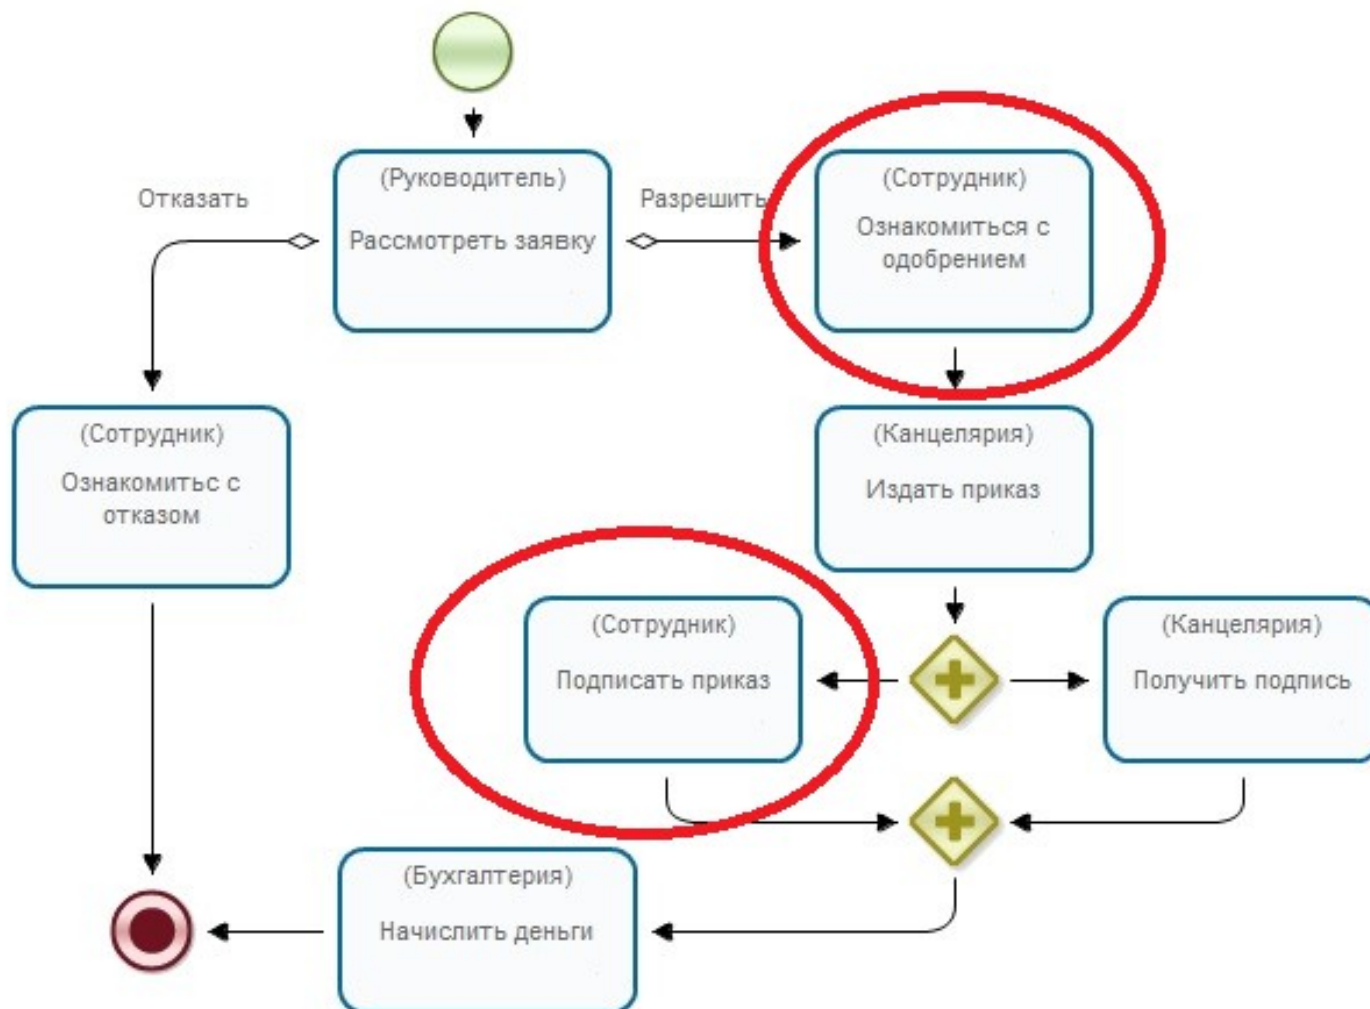 (Руководитель)
Рассмотреть заявку
Отказать
Разрешить
(Сотрудник)
Ознакомиться с
одобрением
(Сотрудник)
Ознакомитьс с
отказом
(Канцелярия)
Издать приказ
(Сотрудник)
Подписать приказ
(Канцелярия)
Получить подпись
(Бухгалтерия)
Начислить деньги